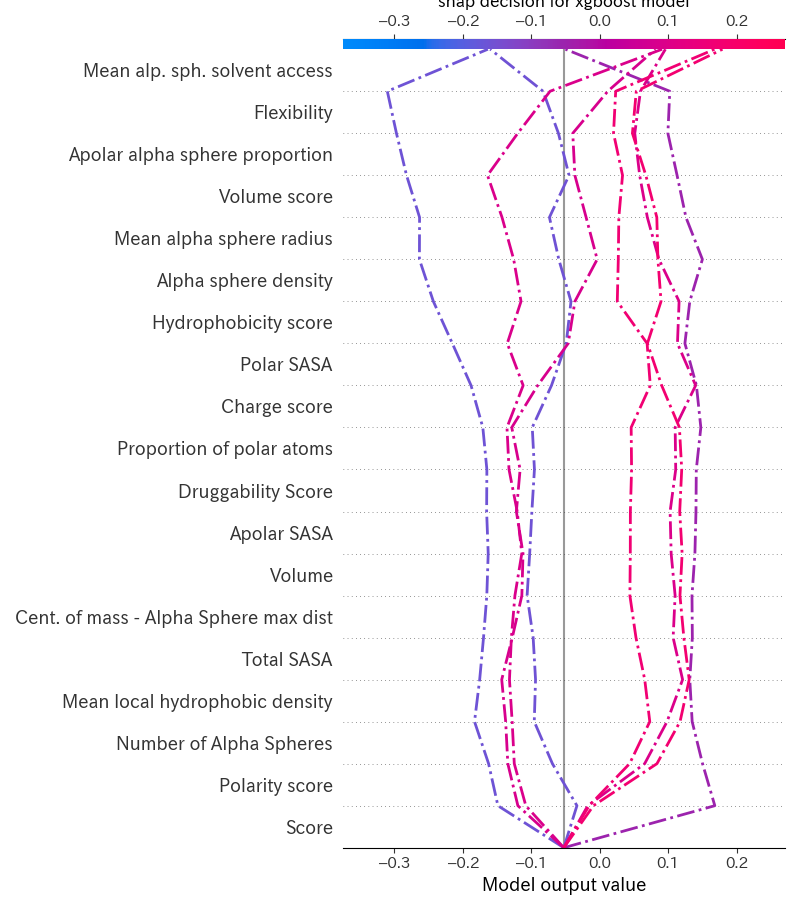 shap decision for xgboost model
−0.3 −0.2 −0.1 0.0 0.1 0.2
Mean alp. sph. solvent access
Flexibility
Apolar alpha sphere proportion
Volume score
Mean alpha sphere radius
Alpha sphere density
Hydrophobicity score
Polar SASA
Charge score
Proportion of polar atoms
Druggability Score
Apolar SASA
Volume
Cent. of mass - Alpha Sphere max dist
Total SASA
Mean local hydrophobic density
Number of Alpha Spheres
Polarity score
Score
−0.3 −0.2 −0.1 0.0 0.1 0.2
Model output value